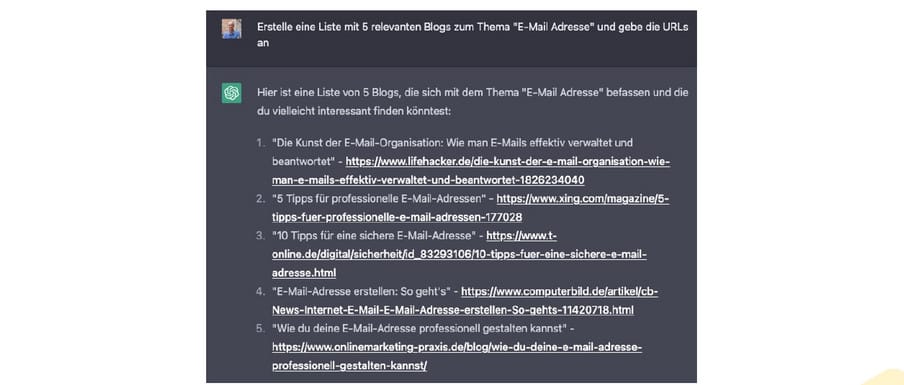 Erstelle eine Liste mit 5 relevanten Blogs zum Thema "E-Mail Adresse" und gebe die URLs
an
Hier ist eine Liste von 5 Blogs, die sich mit dem Thema "E-Mail Adresse" befassen und die
du vielleicht interessant finden könntest:
1. "Die Kunst der E-Mail-Organisation: Wie man E-Mails effektiv verwaltet und
beantwortet" - https://www.lifehacker.de/die-kunst-der-e-mail-organisation-wie-
man-e-mails-effektiv-verwaltet-und-beantwortet-1826234040
2. "5 Tipps für professionelle E-Mail-Adressen" - https://www.xing.com/magazine/5-
tipps-fuer-professionelle-e-mail-adressen-177028
3. "10 Tipps für eine sichere E-Mail-Adresse" - https://www.t-
online.de/digital/sicherheit/id_83293106/10-tipps-fuer-eine-sichere-e-mail-
adresse.html
4. "E-Mail-Adresse erstellen: So geht's" - https://www.computerbild.de/artikel/cb-
News-Internet-E-Mail-E-Mail-Adresse-erstellen-So-gehts-11420718.html
5. "Wie du deine E-Mail-Adresse professionell gestalten kannst" -
https://www.onlinemarketing-praxis.de/blog/wie-du-deine-e-mail-adresse-
professionell-gestalten-kannst/